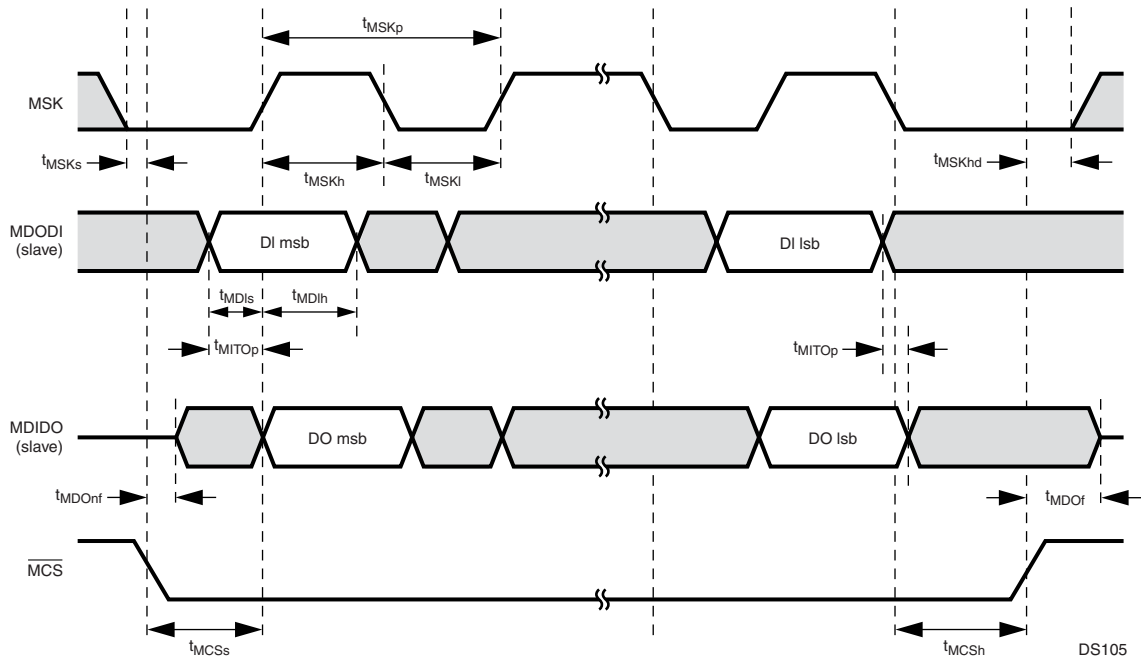 tMSKp
MSK
tMSKs
tMSKh
tMSKl
tMSKhd
MDODI
(slave)
DI msb
DI lsb
tMDIs
tMDIh
tMITOp
tMITOp
MDIDO
(slave)
DO msb
DO lsb
tMDOnf
tMDOf
MCS
tMCSs
tMCSh
DS105